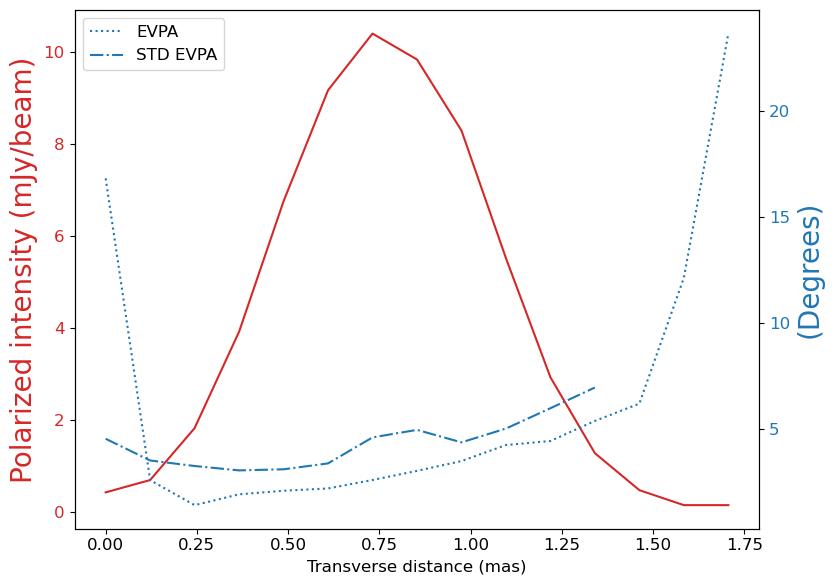 EVPA
STD EVPA
Polarized intensity (mJy/beam)
10
8
6
4
2
0
20
15
10
5
(Degrees)
0.00 0.25 0.50 0.75 1.00 1.25 1.50 1.75
Transverse distance (mas)